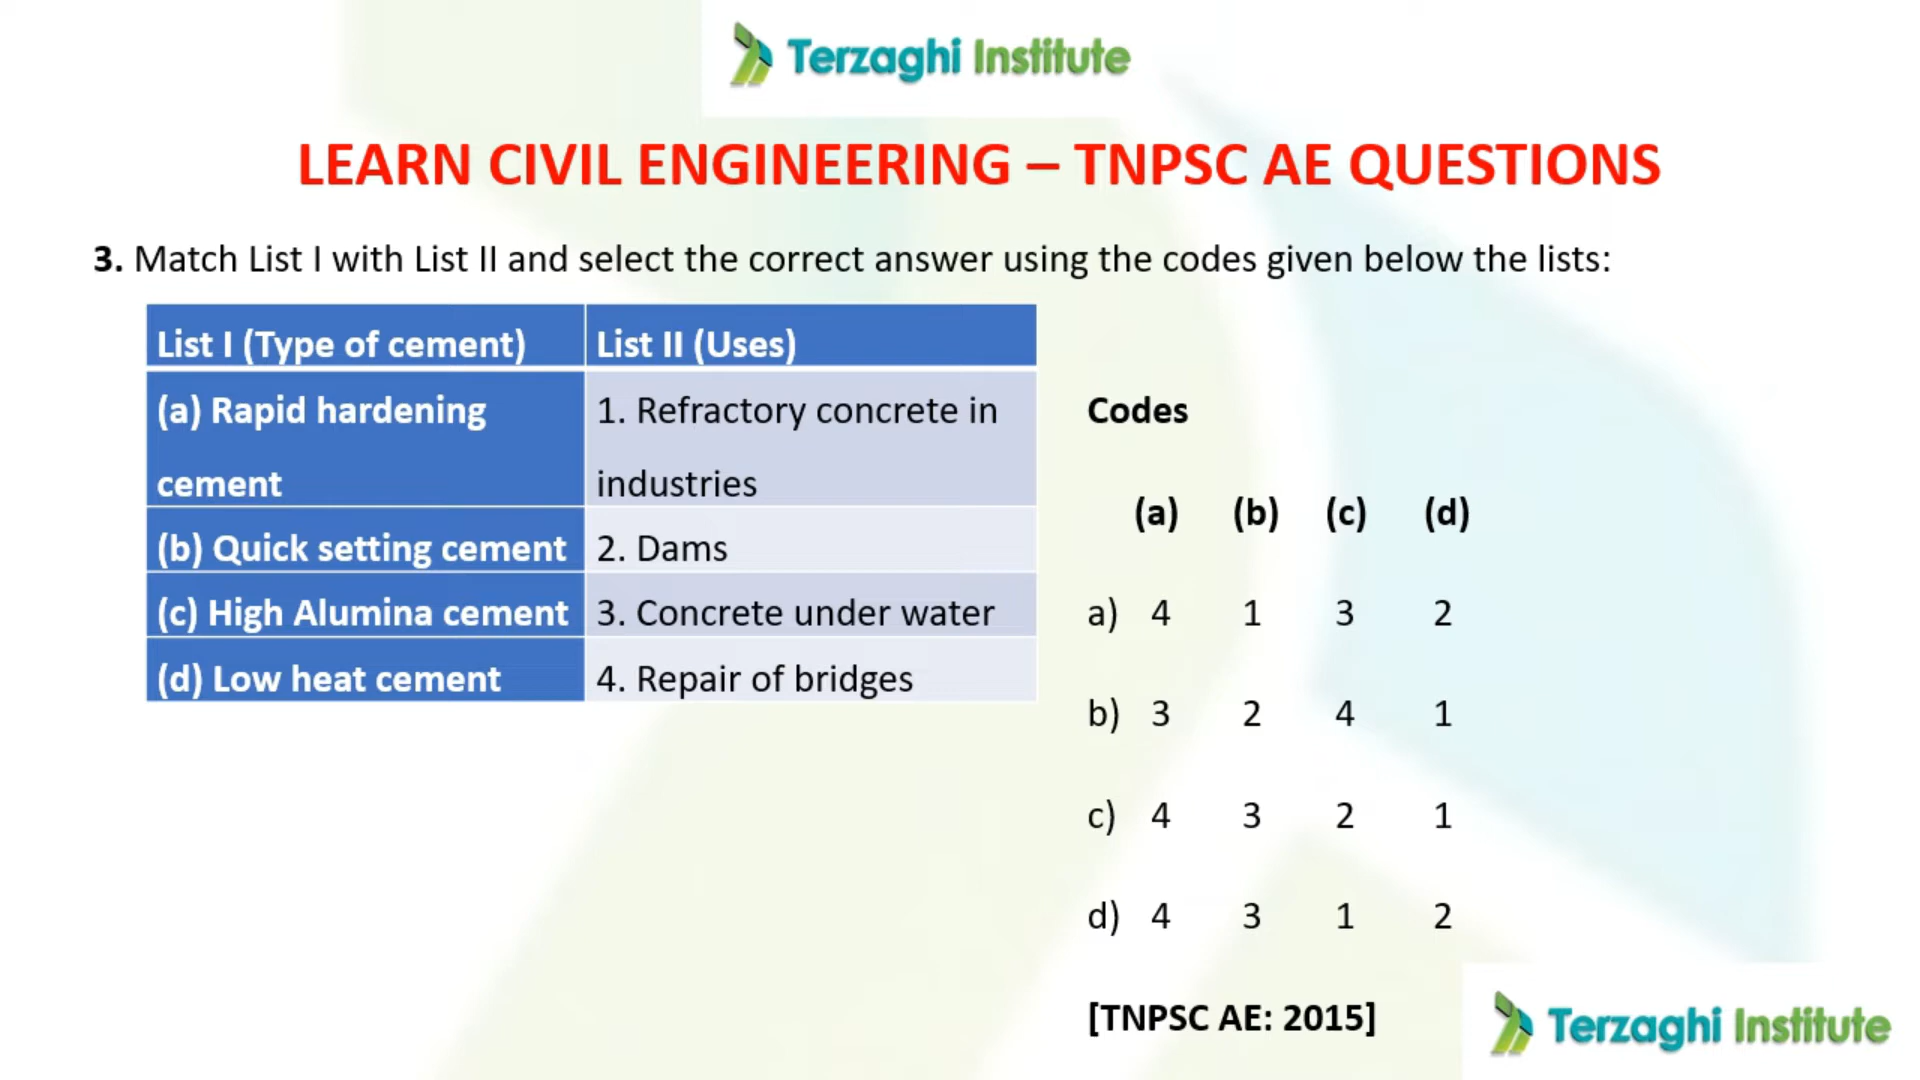 Terzaghi Institute
LEARN CIVIL ENGINEERING – TNPSC AE QUESTIONS
3. Match List I with List II and select the correct answer using the codes given below the lists:
List I (Type of cement) List II (Uses)
(a) Rapid hardening
cement
1. Refractory concrete in
industries
(b) Quick setting cement 2. Dams
(c) High Alumina cement 3. Concrete under water
(d) Low heat cement 4. Repair of bridges
Codes
(a) (b) (c) (d)
a) 4 1 3 2
b) 3 2 4 1
c) 4 3 2 1
d) 4 3 1 2
[TNPSC AE: 2015]
Terzaghi Institute